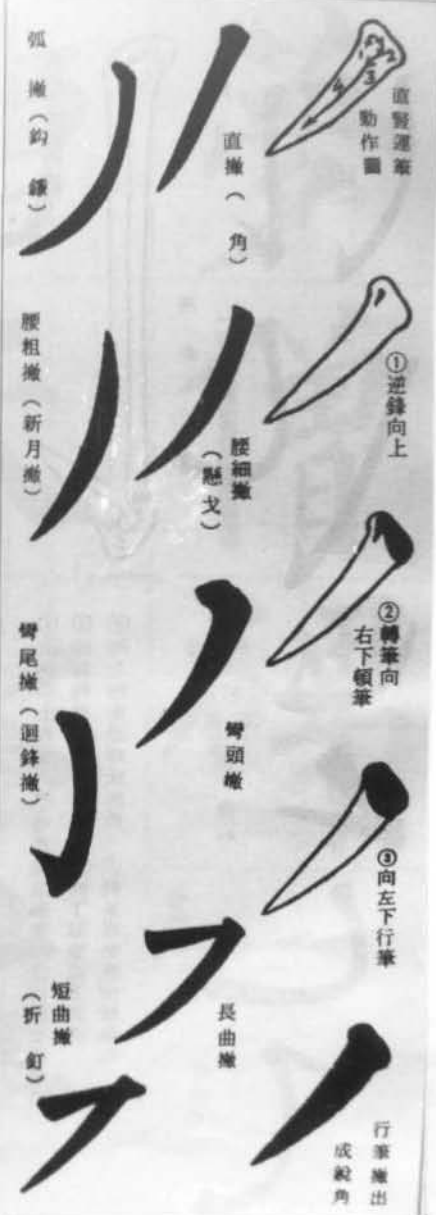 直竪運筆
動作圖
①逆鋒向上
②轉筆向
右下頓筆
③向左下行筆
行筆撇出
成銳角
直撇(角)
腰細撇
(懸戈)
彎頭撇
長曲撇
弧撇(鈎鐮)
腰粗撇(新月撇)
彎尾撇(迴鋒撇)
短曲撇
(折釘)